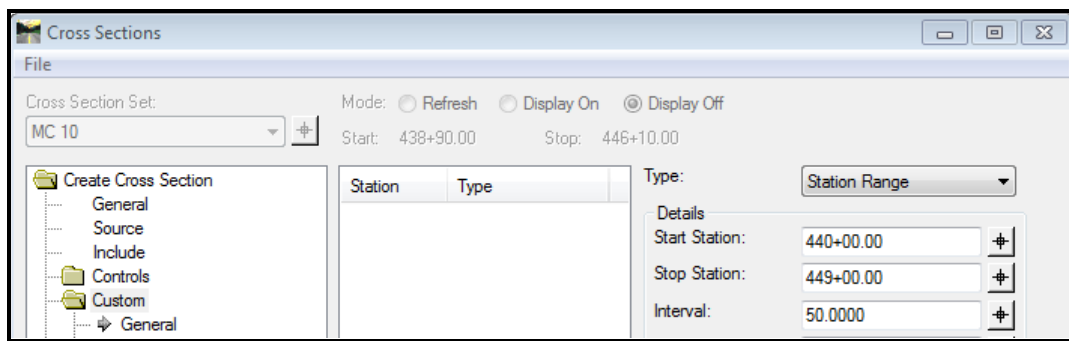 Cross Sections
File
Cross Section Set:
MC 10
Mode: Refresh Display On Display Off
Start: 438+90.00 Stop: 446+10.00
Create Cross Section
General
Source
Include
Controls
Custom
General
Station Type
Type: Station Range
Details
Start Station: 440+00.00
Stop Station: 449+00.00
Interval: 50.0000